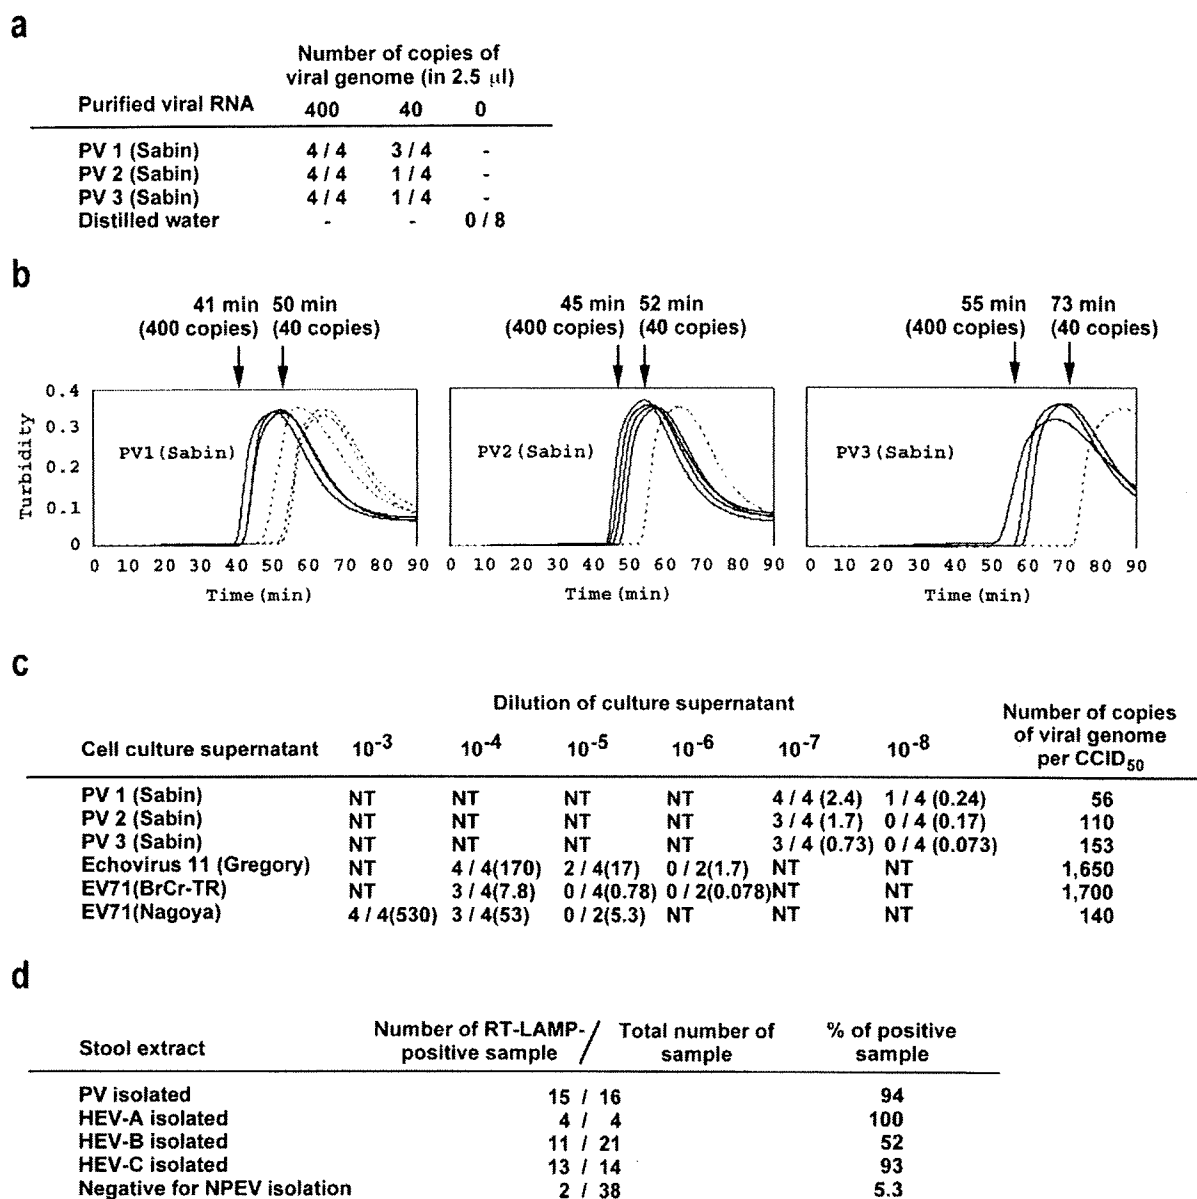 a
Number of copies of
viral genome (in 2.5 µl)
Purified viral RNA 400 40 0
PV 1 (Sabin) 4 / 4 3 / 4 -
PV 2 (Sabin) 4 / 4 1 / 4 -
PV 3 (Sabin) 4 / 4 1 / 4 -
Distilled water - - 0 / 8
b
41 min 50 min 45 min 52 min 55 min 73 min
(400 copies) (40 copies) (400 copies) (40 copies) (400 copies) (40 copies)
0.4
0.3
0.2
0.1
0
Turbidity
PV1(Sabin) PV2(Sabin) PV3(Sabin)
0 10 20 30 40 50 60 70 80 90 0 10 20 30 40 50 60 70 80 90 0 10 20 30 40 50 60 70 80 90
Time(min) Time(min) Time(min)
c
Dilution of culture supernatant
Number of copies
of viral genome
per CCID50
Cell culture supernatant 10-3 10-4 10-5 10-6 10-7 10-8
PV 1 (Sabin) NT NT NT NT 4 / 4 (2.4) 1 / 4 (0.24) 56
PV 2 (Sabin) NT NT NT NT 3 / 4 (1.7) 0 / 4 (0.17) 110
PV 3 (Sabin) NT NT NT NT 3 / 4 (0.73) 0 / 4 (0.073) 153
Echovirus 11 (Gregory) NT 4 / 4(170) 2 / 4(17) 0 / 2(1.7) NT NT 1,650
EV71(BrCr-TR) NT 3 / 4(7.8) 0 / 4(0.78) 0 / 2(0.078) NT NT 1,700
EV71(Nagoya) 4 / 4(530) 3 / 4(53) 0 / 2(5.3) NT NT NT 140
d
Number of RT-LAMP- / Total number of % of positive
Stool extract positive sample sample sample
PV isolated 15 / 16 94
HEV-A isolated 4 / 4 100
HEV-B isolated 11 / 21 52
HEV-C isolated 13 / 14 93
Negative for NPEV isolation 2 / 38 5.3